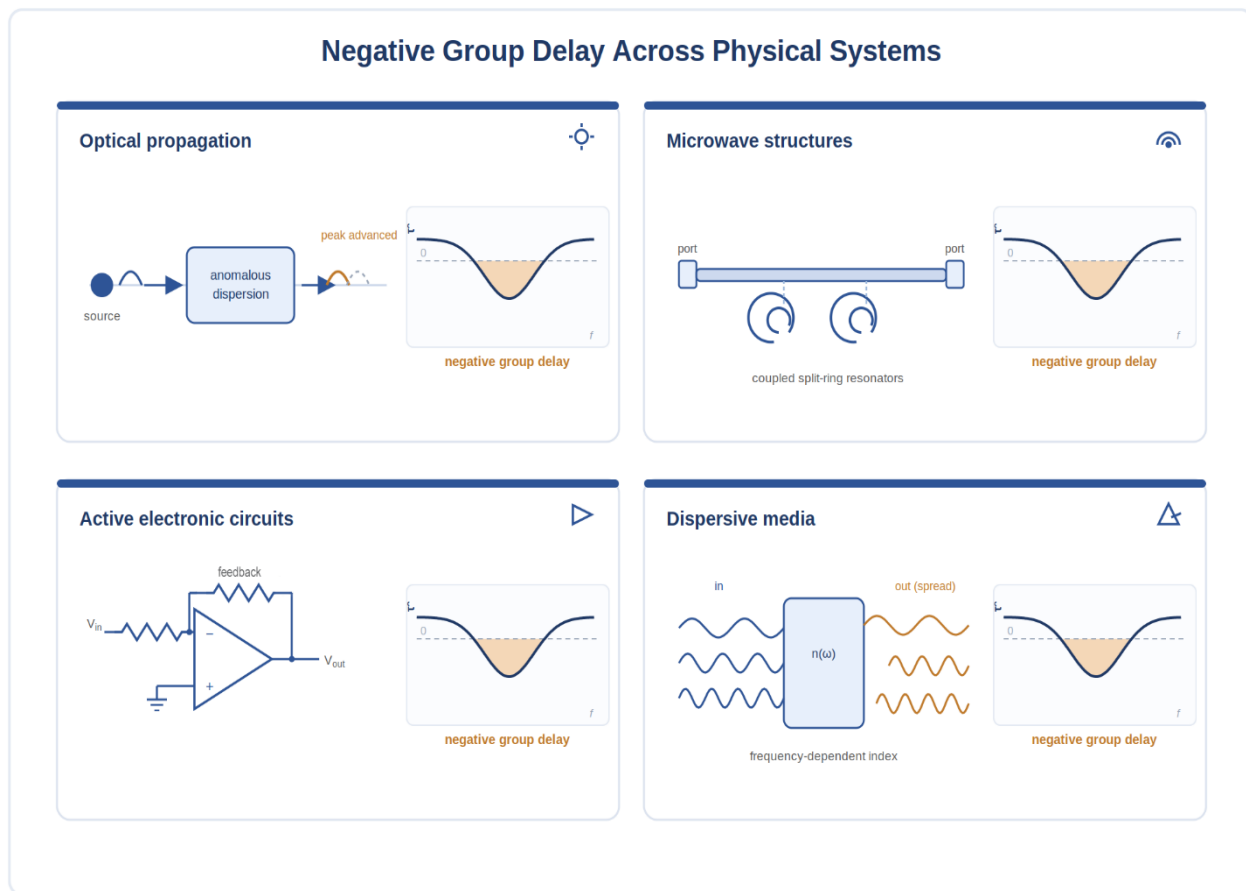 Negative Group Delay Across Physical Systems
Optical propagation
peak advanced
anomalous
dispersion
source
0
f
negative group delay
Microwave structures
port
port
coupled split-ring resonators
0
f
negative group delay
Active electronic circuits
feedback
Vin
−
+
Vout
0
f
negative group delay
Dispersive media
in
out (spread)
n(ω)
frequency-dependent index
0
f
negative group delay